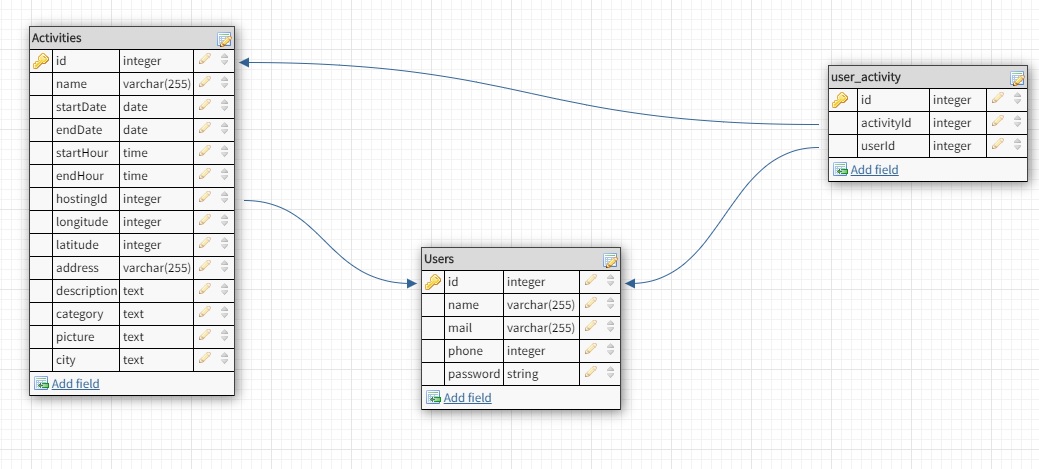 Activities
id integer
name varchar(255)
startDate date
endDate date
startHour time
endHour time
hostingId integer
longitude integer
latitude integer
address varchar(255)
description text
category text
picture text
city text
Add field
Users
id integer
name varchar(255)
mail varchar(255)
phone integer
password string
Add field
user_activity
id integer
activityId integer
userId integer
Add field